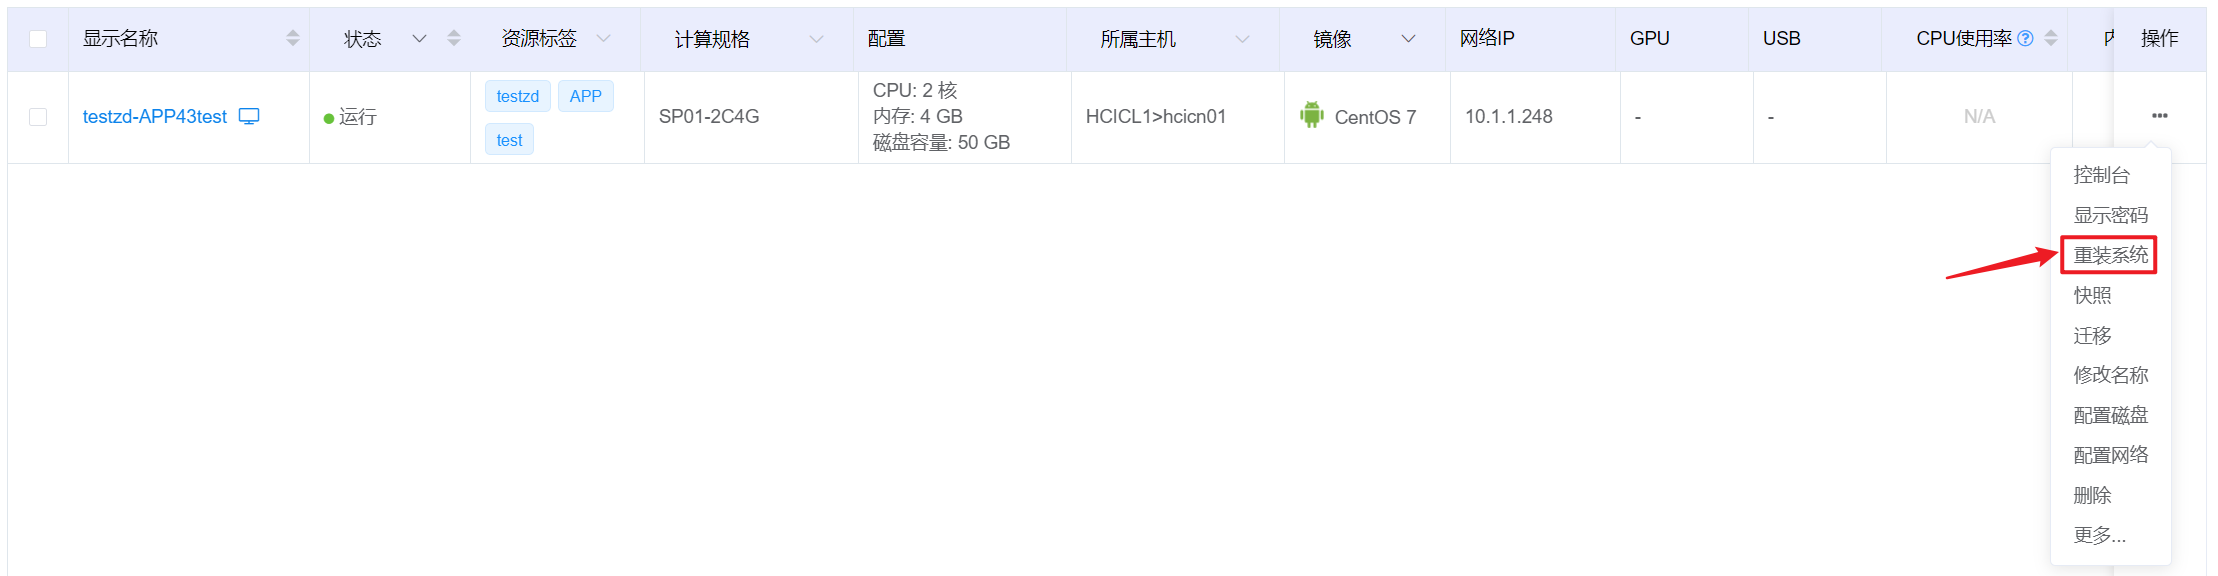 显示名称 状态 资源标签 计算规格 配置 所属主机 镜像 网络IP GPU USB CPU使用率 操作
testzd-APP43test 运行 testzd APP test SP01-2C4G CPU: 2 核 内存: 4 GB 磁盘容量: 50 GB HCICL1>hcicn01 CentOS 7 10.1.1.248 - - N/A
控制台
显示密码
重装系统
快照
迁移
修改名称
配置磁盘
配置网络
删除
更多...